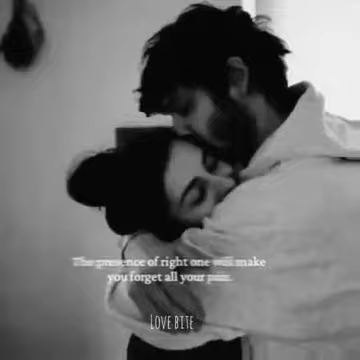 The presence of right one will make
you forget all your pain.
LOVE BITE